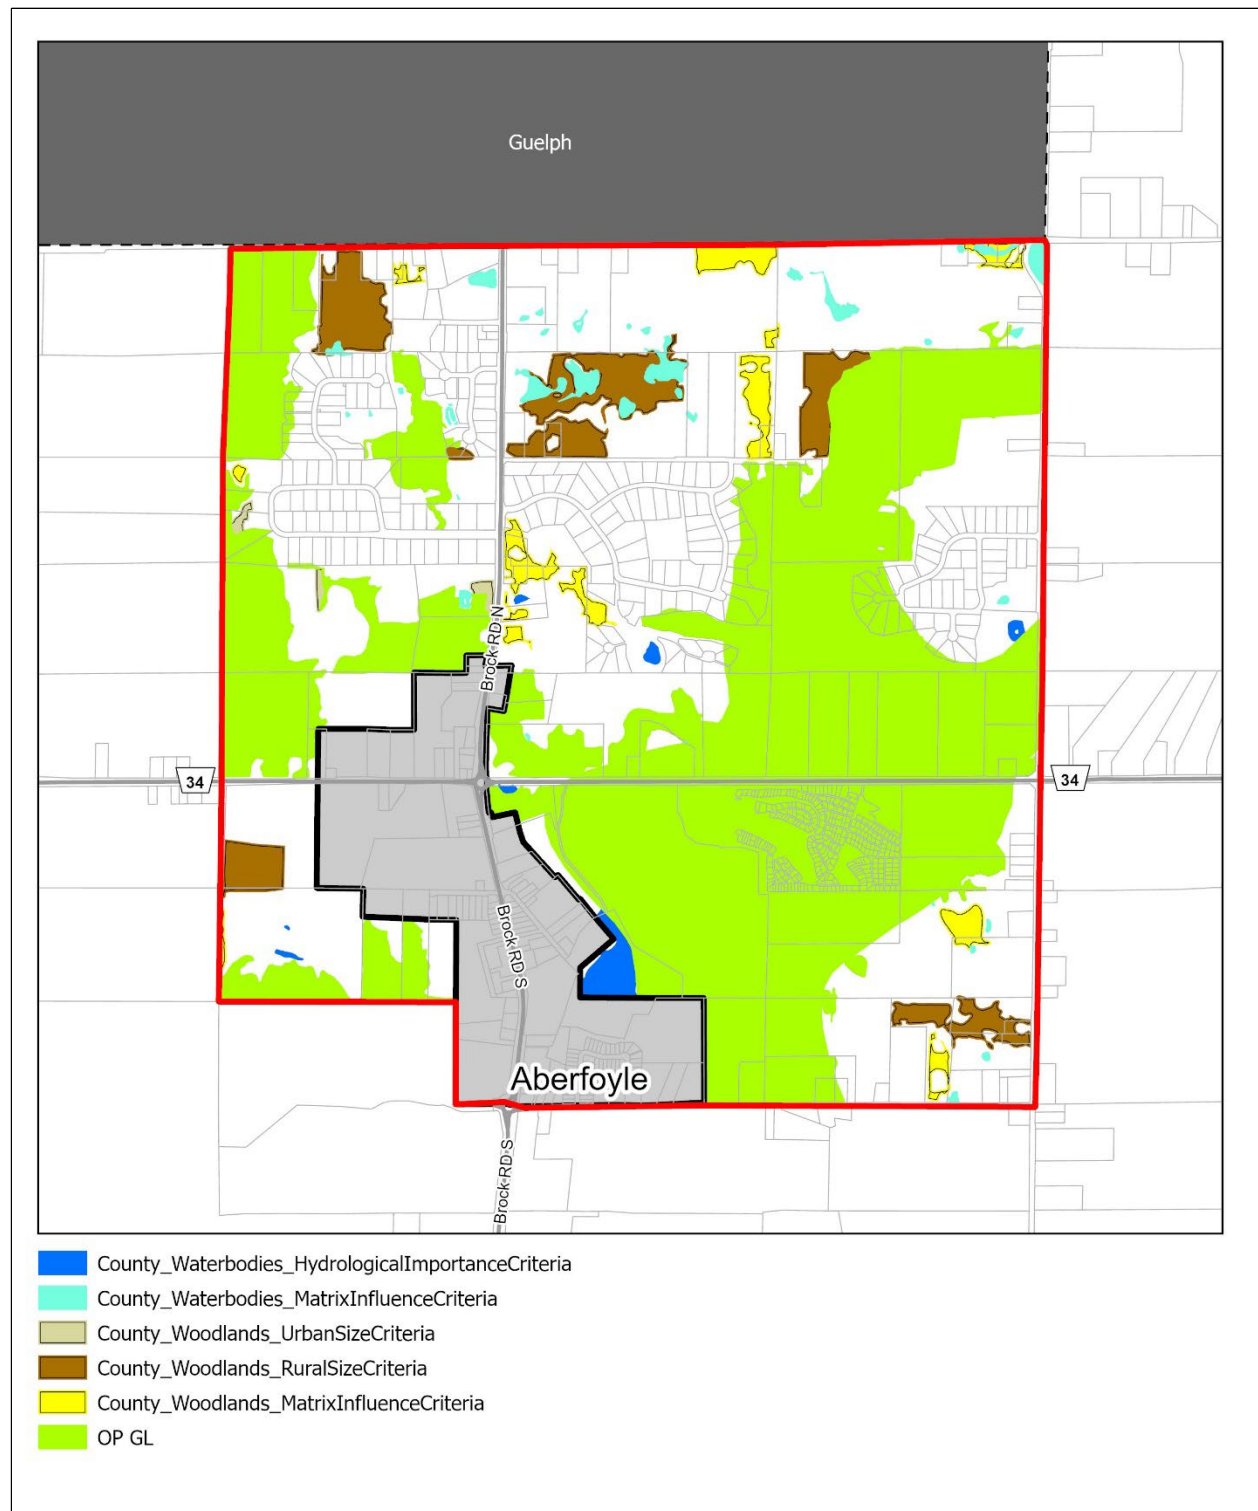 Guelph
Brock RD N
34
34
Brock RD S
Aberfoyle
Brock RD S
County_Waterbodies_HydrologicalImportanceCriteria
County_Waterbodies_MatrixInfluenceCriteria
County_Woodlands_UrbanSizeCriteria
County_Woodlands_RuralSizeCriteria
County_Woodlands_MatrixInfluenceCriteria
OP GL